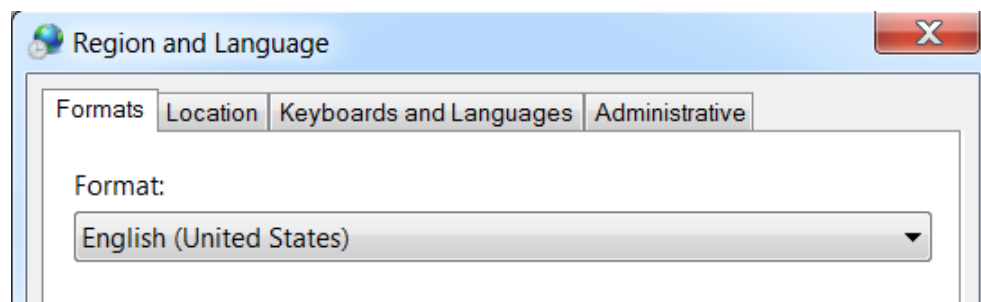 Region and Language
Formats Location Keyboards and Languages Administrative
Format:
English (United States)